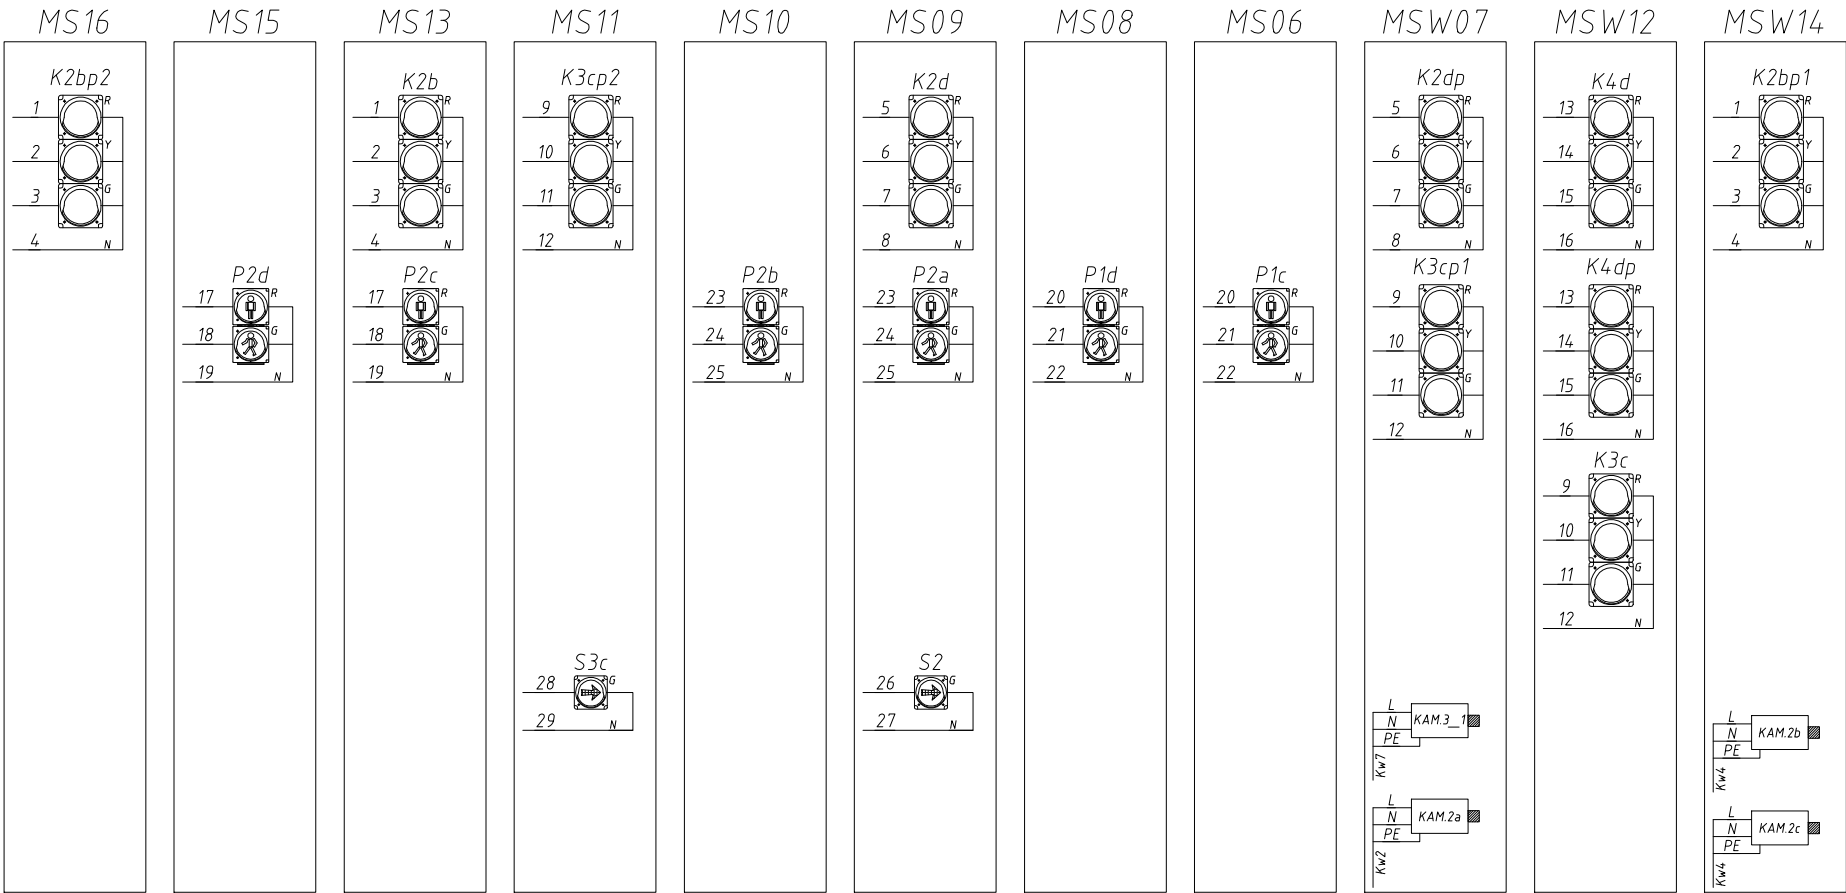 MS16
K2bp2
1 R
2 Y
3 G
4 N
MS15
P2d
17 R
18 G
19 N
MS13
K2b
1 R
2 Y
3 G
4 N
P2c
17 R
18 G
19 N
MS11
K3cp2
9 R
10 Y
11 G
12 N
S3c
28 G
29 N
MS10
P2b
23 R
24 G
25 N
MS09
K2d
5 R
6 Y
7 G
8 N
P2a
23 R
24 G
25 N
S2
26 G
27 N
MS08
P1d
20 R
21 G
22 N
MS06
P1c
20 R
21 G
22 N
MSW07
K2dp
5 R
6 Y
7 G
8 N
K3cp1
9 R
10 Y
11 G
12 N
L
N KAM.3_1
PE
Kw7
L
N KAM.2a
PE
Kw2
MSW12
K4d
13 R
14 Y
15 G
16 N
K4dp
13 R
14 Y
15 G
16 N
K3c
9 R
10 Y
11 G
12 N
MSW14
K2bp1
1 R
2 Y
3 G
4 N
L
N KAM.2b
PE
Kw4
L
N KAM.2c
PE
Kw4